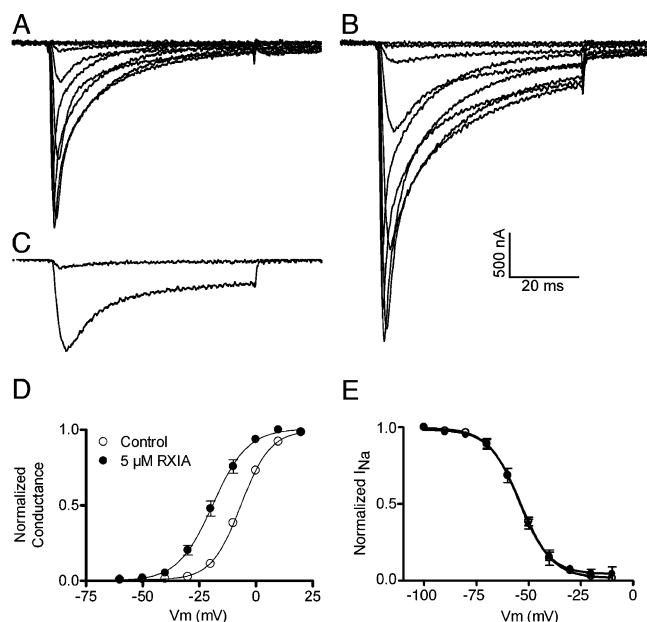 A
B
C
500 nA
20 ms
D
E
Control
5 μM RXIA
1.0
0.5
0.0
Normalized
Conductance
-75
-50
-25
0
25
Vm (mV)
1.0
0.5
0.0
Normalized INa
-100
-75
-50
-25
0
Vm (mV)